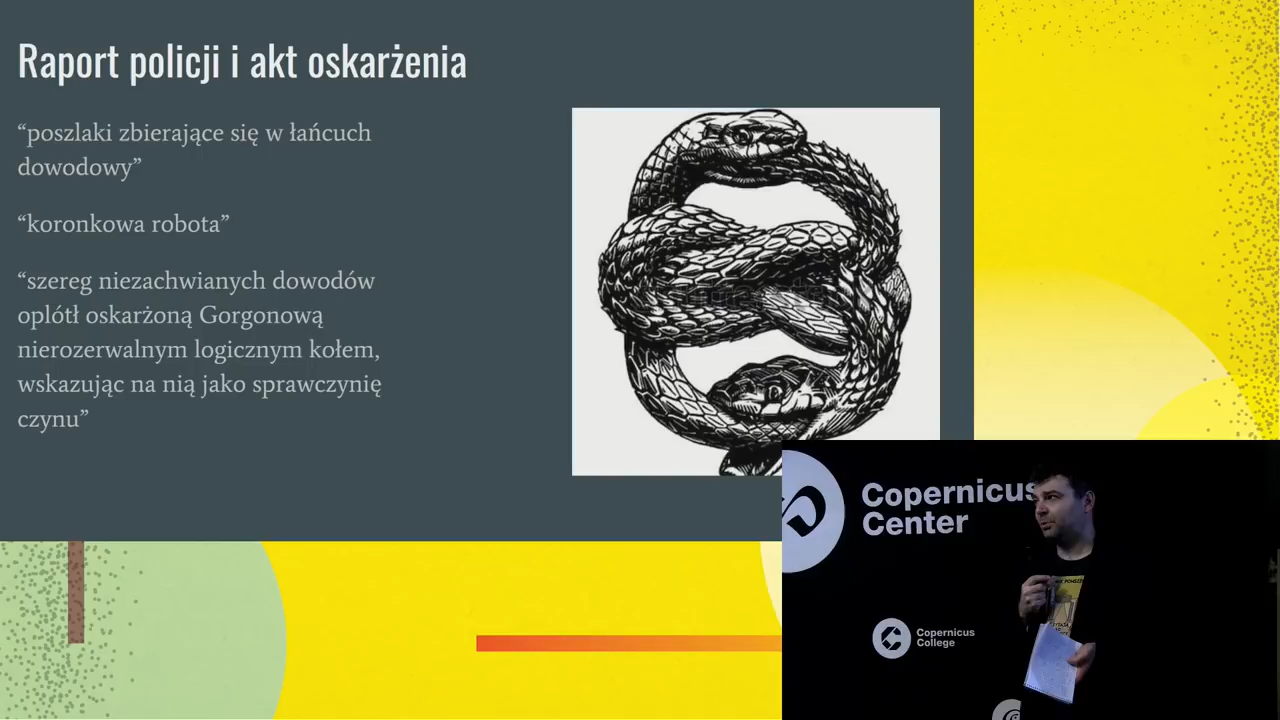 Raport policji i akt oskarżenia
“poszlaki zbierające się w łańcuch
dowodowy”
“koronkowa robota”
“szereg niezachwianych dowodów
oplótł oskarżoną Gorgonową
nierozerwalnym logicznym kołem,
wskazując na nią jako sprawczynię
czynu”
Copernicus
Center
Copernicus
College